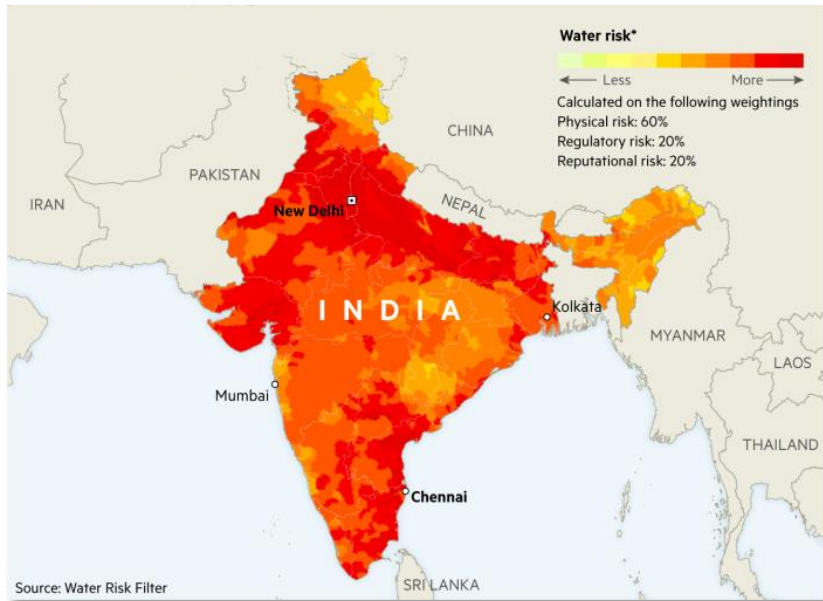 Water risk*
Less
More
Calculated on the following weightings
Physical risk: 60%
Regulatory risk: 20%
Reputational risk: 20%
CHINA
PAKISTAN
IRAN
New Delhi
NEPAL
INDIA
Kolkata
MYANMAR
LAOS
Mumbai
THAILAND
Chennai
Source: Water Risk Filter
SRI LANKA